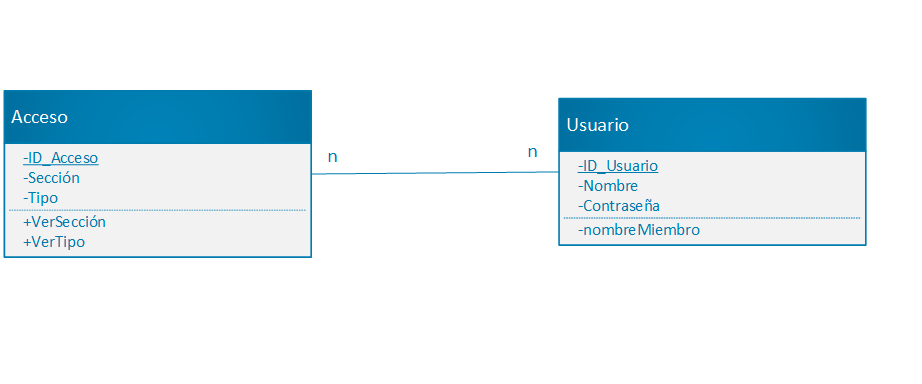 Acceso
-ID_Acceso
-Sección
-Tipo
+VerSección
+VerTipo
n
n
Usuario
-ID_Usuario
-Nombre
-Contraseña
-nombreMiembro